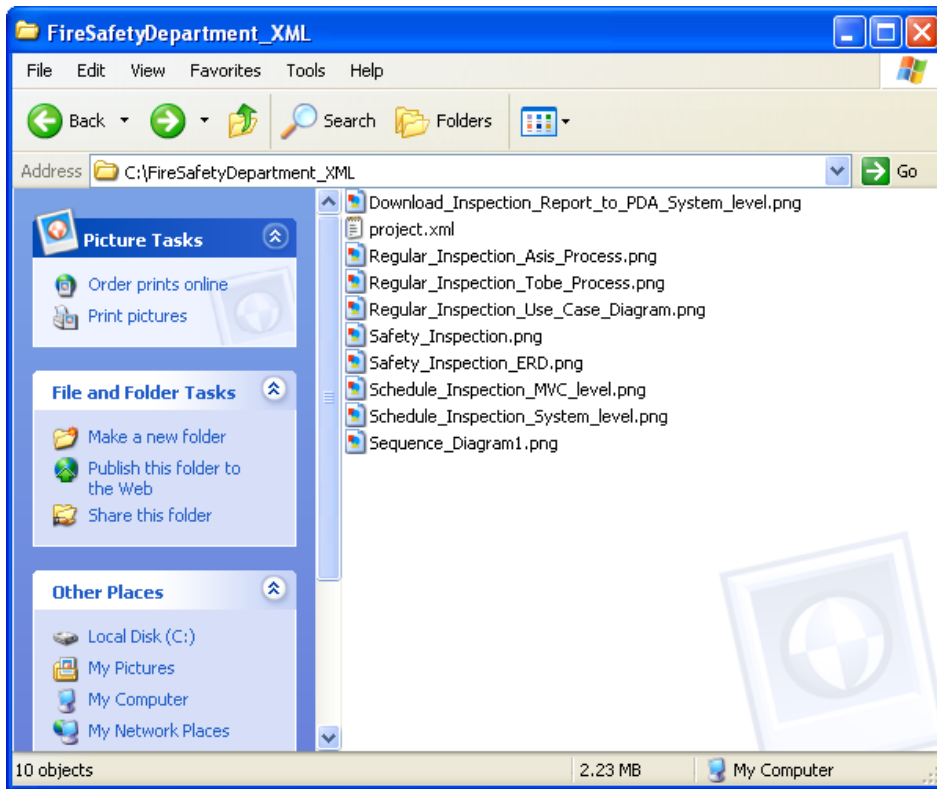 FireSafetyDepartment_XML
File Edit View Favorites Tools Help
Back Search Folders
Address C:\FireSafetyDepartment_XML Go
Picture Tasks
Order prints online
Print pictures
File and Folder Tasks
Make a new folder
Publish this folder to
the Web
Share this folder
Other Places
Local Disk (C:)
My Pictures
My Computer
My Network Places
Download_Inspection_Report_to_PDA_System_level.png
project.xml
Regular_Inspection_Asis_Process.png
Regular_Inspection_Tobe_Process.png
Regular_Inspection_Use_Case_Diagram.png
Safety_Inspection.png
Safety_Inspection_ERD.png
Schedule_Inspection_MVC_level.png
Schedule_Inspection_System_level.png
Sequence_Diagram1.png
10 objects 2.23 MB My Computer